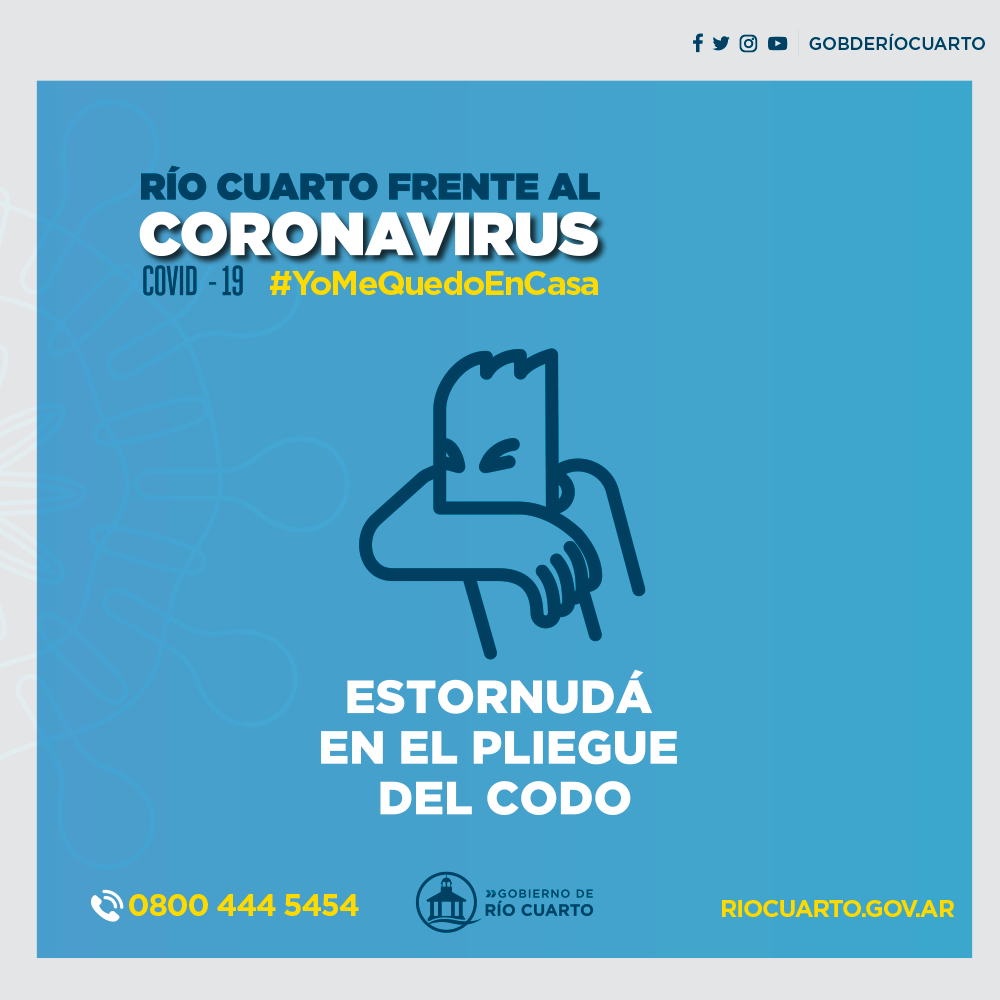 GOBDERÍOCUARTO
RÍO CUARTO FRENTE AL
CORONAVIRUS
COVID - 19 #YoMeQuedoEnCasa
ESTORNUDÁ
EN EL PLIEGUE
DEL CODO
0800 444 5454
»GOBIERNO DE
RÍO CUARTO
RIOCUARTO.GOV.AR